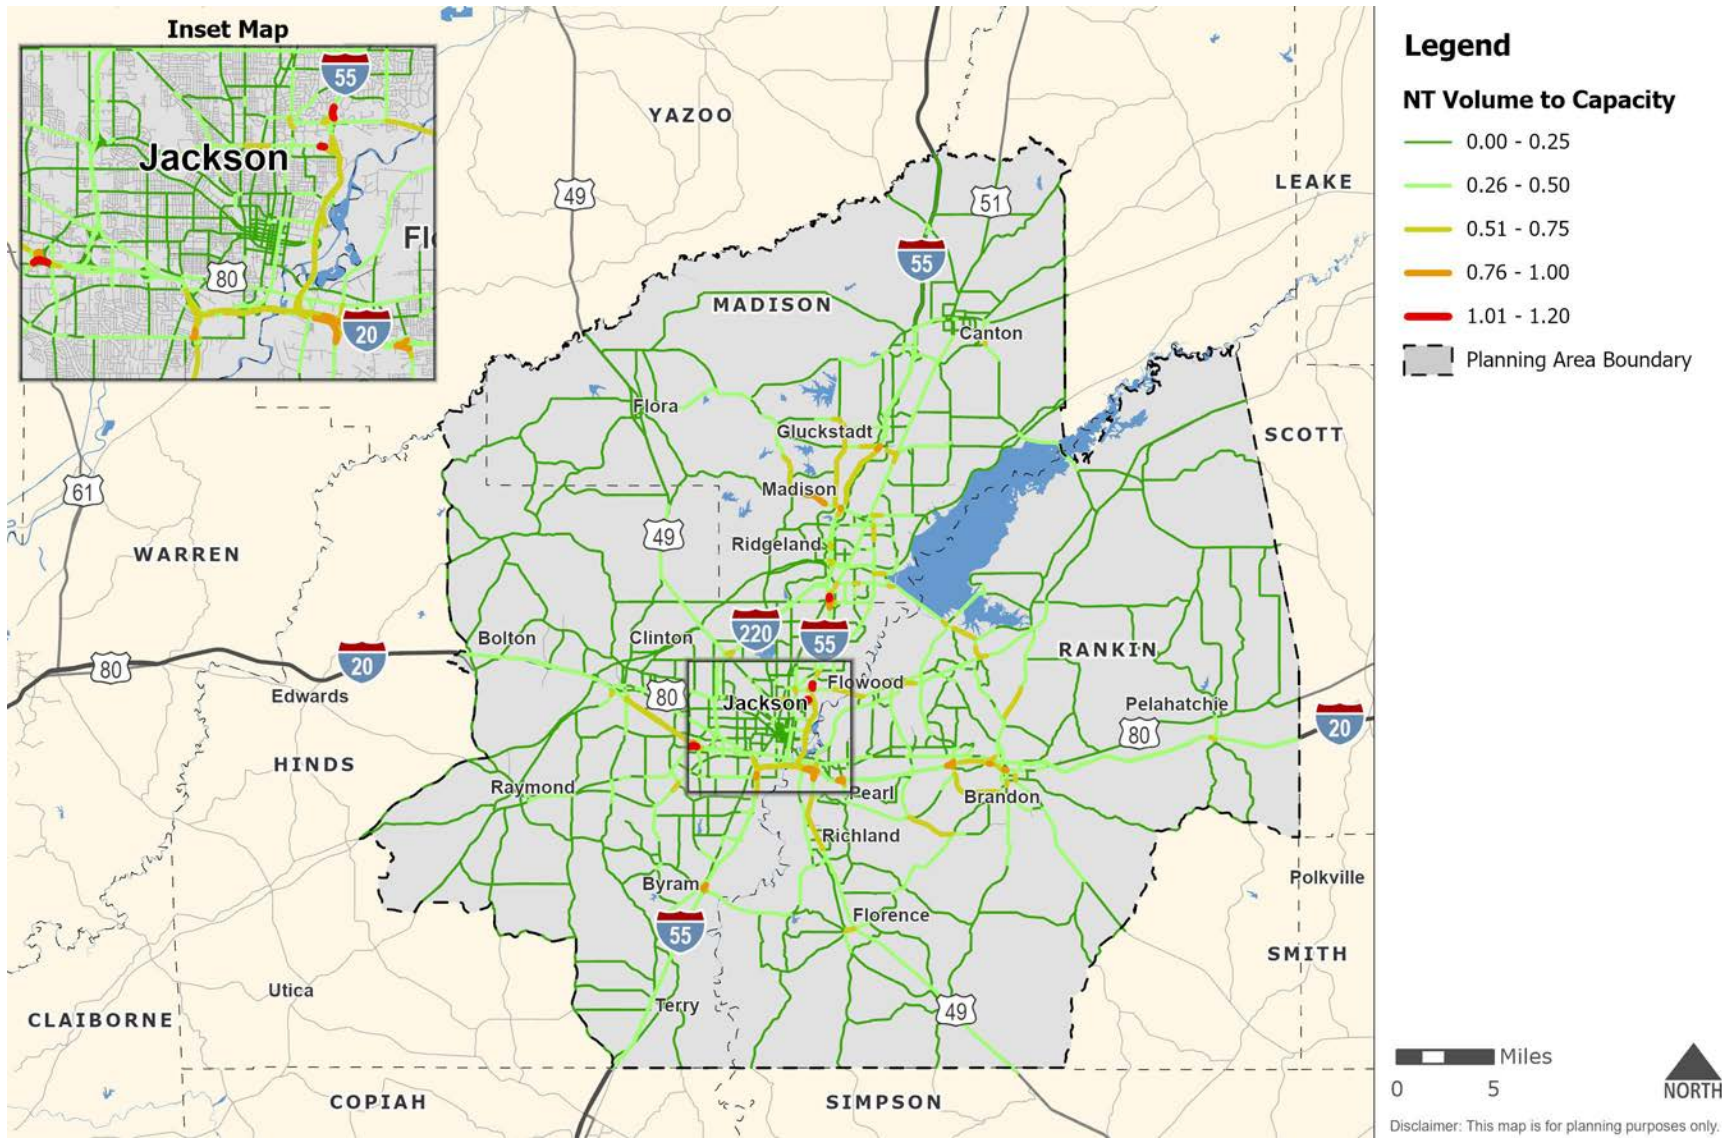 Inset Map
55
Jackson
Flo
80
20
YAZOO
49
51
LEAKE
55
MADISON
Canton
Flora
Gluckstadt
SCOTT
61
Madison
49
Ridgeland
WARREN
220
55
Bolton
Clinton
20
80
RANKIN
Edwards
80
Flowood
Jackson
Pelahatchie
80
20
HINDS
Raymond
Pearl
Brandon
Richland
Byram
Polkville
55
Florence
SMITH
Utica
Terry
49
CLAIBORNE
COPIAH
SIMPSON
Legend
NT Volume to Capacity
0.00 - 0.25
0.26 - 0.50
0.51 - 0.75
0.76 - 1.00
1.01 - 1.20
Planning Area Boundary
Miles
0 5
NORTH
Disclaimer: This map is for planning purposes only.